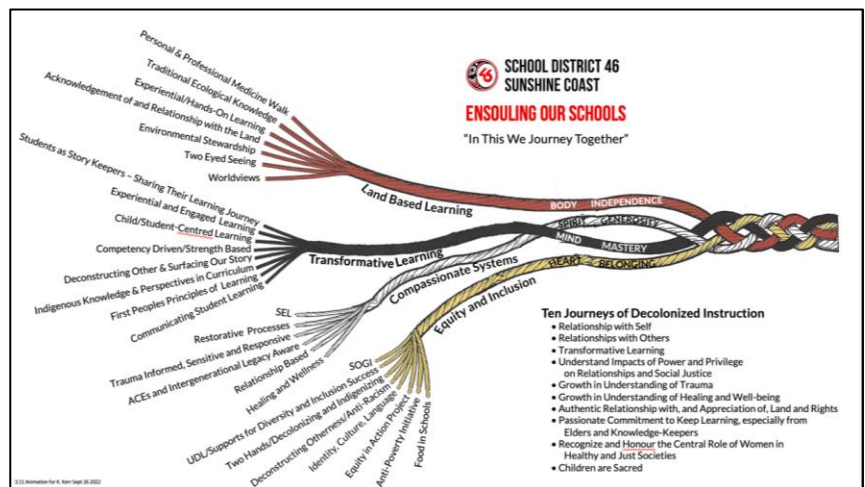 46
SCHOOL DISTRICT 46
SUNSHINE COAST
ENSOULING OUR SCHOOLS
"In This We Journey Together"
Personal & Professional Medicine Walk
Traditional Ecological Knowledge
Experiential/Hands-On Learning
Acknowledgement of and Relationship with the Land
Environmental Stewardship
Two Eyed Seeing
Worldviews
Land Based Learning
BODY INDEPENDENCE
Students as Story Keepers – Sharing Their Learning Journey
Experiential and Engaged Learning
Child/Student-Centred Learning
Competency Driven/Strength Based
Deconstructing Other & Surfacing Our Story
Indigenous Knowledge & Perspectives in Curriculum
First Peoples Principles of Learning
Communicating Student Learning
Transformative Learning
MIND MASTERY
SEL
Restorative Processes
Trauma Informed, Sensitive and Responsive
ACEs and Intergenerational Legacy Aware
Relationship Based
Healing and Wellness
Compassionate Systems
SPIRIT GENEROSITY
SOGI
UDL/Supports for Diversity and Inclusion Success
Two Hands/Decolonizing and Indigenizing
Deconstructing Otherness/Anti-Racism
Identity, Culture, Language
Equity in Action Project
Anti-Poverty Initiative
Food in Schools
Equity and Inclusion
HEART BELONGING
Ten Journeys of Decolonized Instruction
• Relationship with Self
• Relationships with Others
• Transformative Learning
• Understand Impacts of Power and Privilege
on Relationships and Social Justice
• Growth in Understanding of Trauma
• Growth in Understanding of Healing and Well-being
• Authentic Relationship with, and Appreciation of, Land and Rights
• Passionate Commitment to Keep Learning, especially from
Elders and Knowledge-Keepers
• Recognize and Honour the Central Role of Women in
Healthy and Just Societies
• Children are Sacred
3.11 Animation for K. Kerr Sept 26 2022